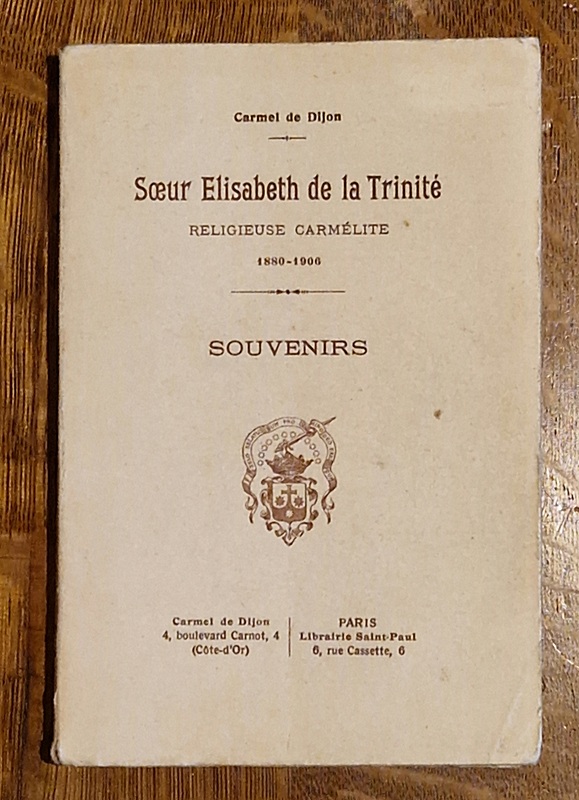 Carmel de Dijon
Sœur Elisabeth de la Trinité
RELIGIEUSE CARMÉLITE
1880-1906
SOUVENIRS
Carmel de Dijon
4, boulevard Carnot, 4
(Côte-d'Or)
PARIS
Librairie Saint-Paul
6, rue Cassette, 6